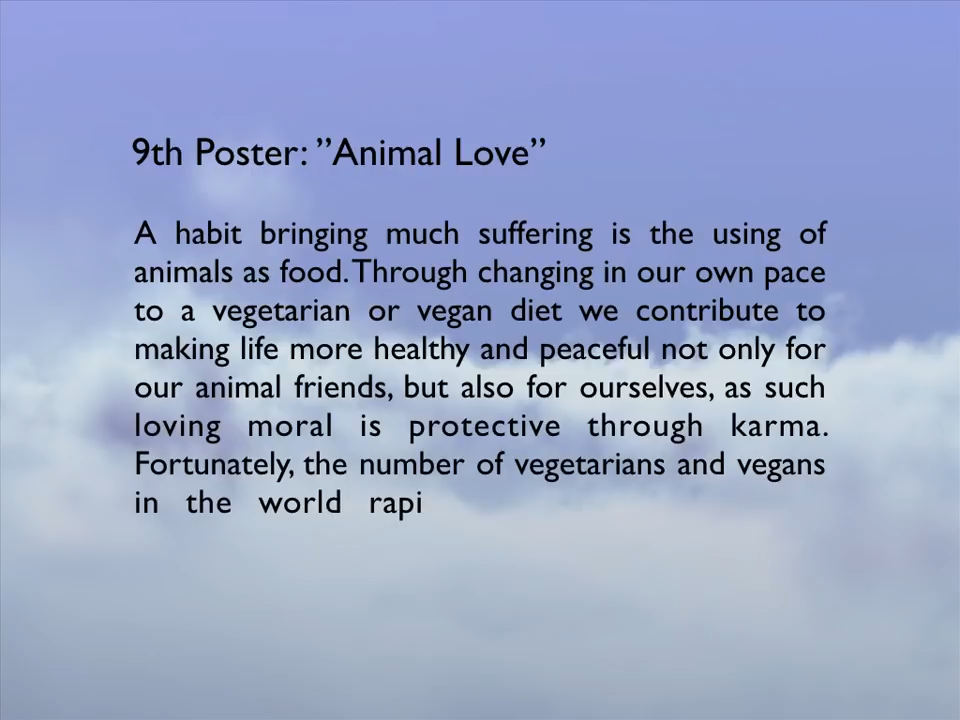 9th Poster: ”Animal Love”
A habit bringing much suffering is the using of
animals as food. Through changing in our own pace
to a vegetarian or vegan diet we contribute to
making life more healthy and peaceful not only for
our animal friends, but also for ourselves, as such
loving moral is protective through karma.
Fortunately, the number of vegetarians and vegans
in the world rapi